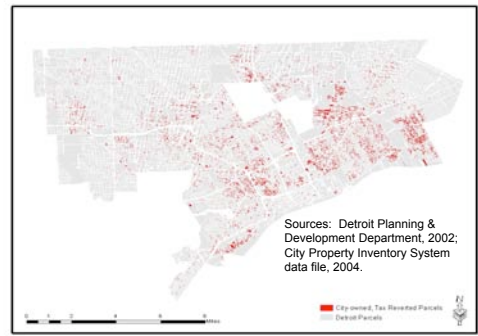 Sources: Detroit Planning &
Development Department, 2002;
City Property Inventory System
data file, 2004.
City-owned, Tax Reverted Parcels
Detroit Parcels
Miles
N